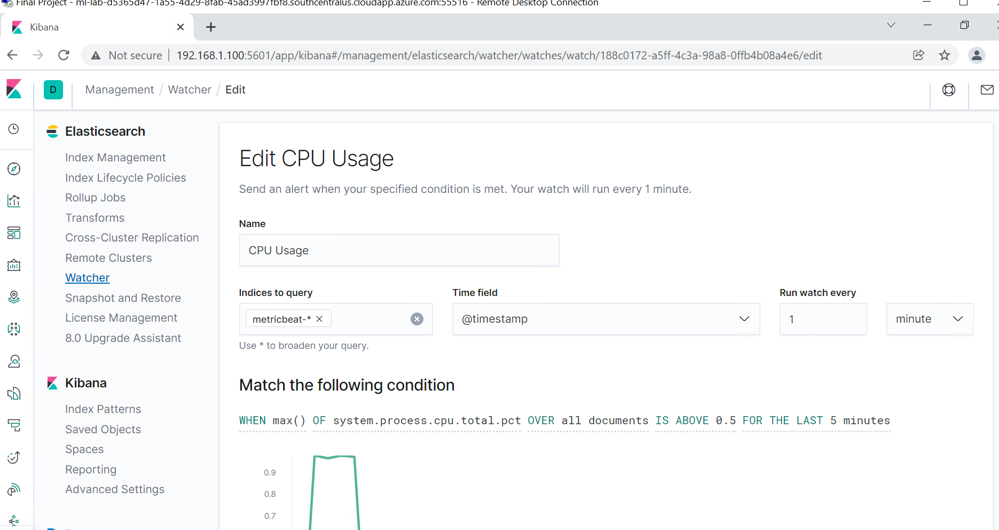 Final Project - ml-lab-d5365d47-1a55-4d29-8fab-45ad3997fbf8.southcentralus.cloudapp.azure.com:55516 - Remote Desktop Connection
Kibana
Not secure | 192.168.1.100:5601/app/kibana#/management/elasticsearch/watcher/watches/watch/188c0172-a5ff-4c3a-98a8-0ffb4b08a4e6/edit
D
Management / Watcher / Edit
Elasticsearch
Index Management
Index Lifecycle Policies
Rollup Jobs
Transforms
Cross-Cluster Replication
Remote Clusters
Watcher
Snapshot and Restore
License Management
8.0 Upgrade Assistant
Kibana
Index Patterns
Saved Objects
Spaces
Reporting
Advanced Settings
Edit CPU Usage
Send an alert when your specified condition is met. Your watch will run every 1 minute.
Name
CPU Usage
Indices to query
metricbeat-*
Use * to broaden your query.
Time field
@timestamp
Run watch every
1
minute
Match the following condition
WHEN max() OF system.process.cpu.total.pct OVER all documents IS ABOVE 0.5 FOR THE LAST 5 minutes
0.9
0.8
0.7